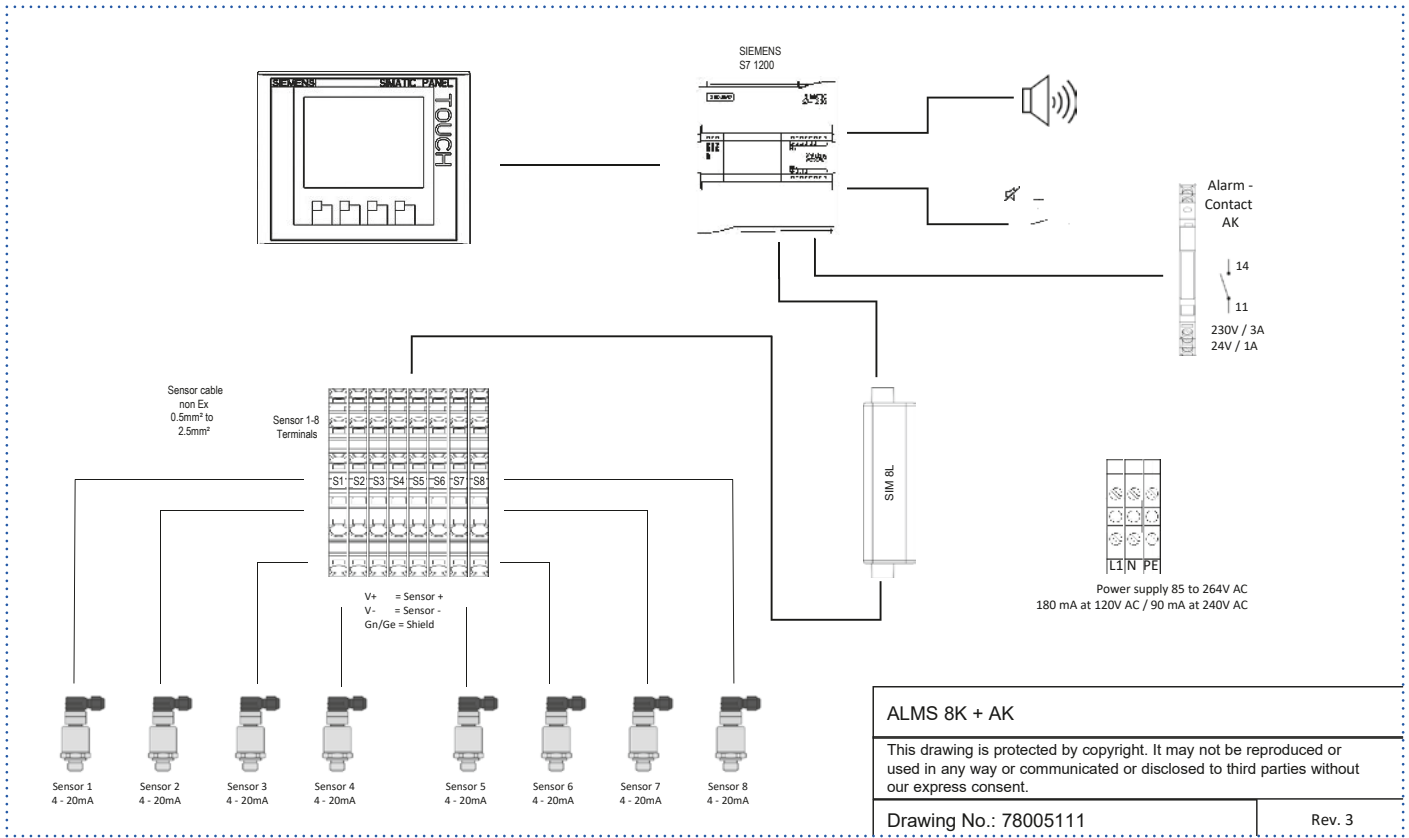 SIEMENS
S7 1200
SIEMENS SIMATIC PANEL
TOUCH
Alarm -
Contact
AK
14
11
230V / 3A
24V / 1A
Sensor cable
non Ex
0.5mm² to
2.5mm²
Sensor 1-8
Terminals
S1 S2 S3 S4 S5 S6 S7 S8
SIM 8L
V+ = Sensor +
V- = Sensor -
Gn/Ge = Shield
L1 N PE
Power supply 85 to 264V AC
180 mA at 120V AC / 90 mA at 240V AC
Sensor 1
4 - 20mA
Sensor 2
4 - 20mA
Sensor 3
4 - 20mA
Sensor 4
4 - 20mA
Sensor 5
4 - 20mA
Sensor 6
4 - 20mA
Sensor 7
4 - 20mA
Sensor 8
4 - 20mA
ALMS 8K + AK
This drawing is protected by copyright. It may not be reproduced or
used in any way or communicated or disclosed to third parties without
our express consent.
Drawing No.: 78005111
Rev. 3